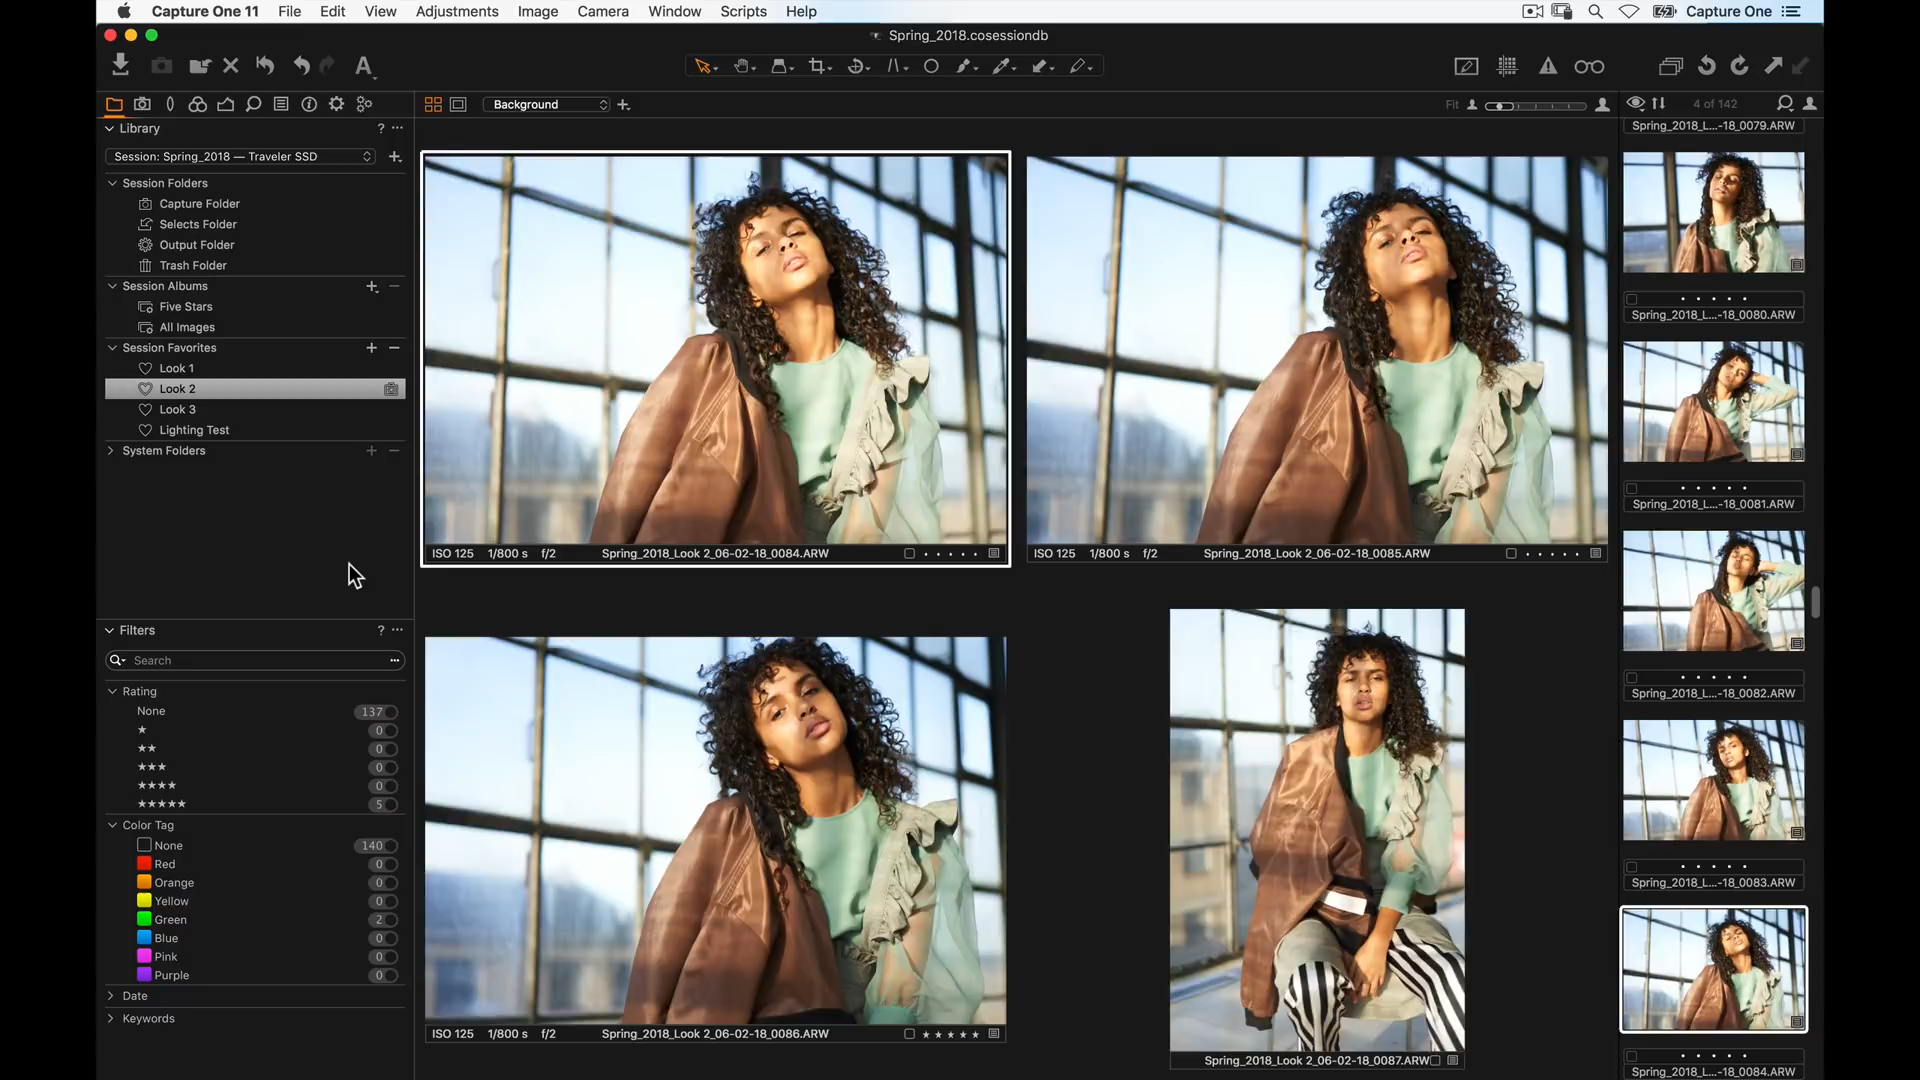 Capture One 11 File Edit View Adjustments Image Camera Window Scripts Help Capture One
Spring_2018.cosessiondb
Background
Fit
4 of 142
Library ? ...
Session: Spring_2018 — Traveler SSD
Session Folders
Capture Folder
Selects Folder
Output Folder
Trash Folder
Session Albums
Five Stars
All Images
Session Favorites
Look 1
Look 2
Look 3
Lighting Test
System Folders
Filters ? ...
Search
Rating
None 137
★ 0
★★ 0
★★★ 0
★★★★ 0
★★★★★ 5
Color Tag
None 140
Red 0
Orange 0
Yellow 0
Green 2
Blue 0
Pink 0
Purple 0
Date
Keywords
ISO 125 1/800 s f/2 Spring_2018_Look 2_06-02-18_0084.ARW
ISO 125 1/800 s f/2 Spring_2018_Look 2_06-02-18_0085.ARW
ISO 125 1/800 s f/2 Spring_2018_Look 2_06-02-18_0086.ARW ★★★★★
Spring_2018_Look 2_06-02-18_0087.ARW
Spring_2018_L...-18_0079.ARW
Spring_2018_L...-18_0080.ARW
Spring_2018_L...-18_0081.ARW
Spring_2018_L...-18_0082.ARW
Spring_2018_L...-18_0083.ARW
Spring_2018_L...-18_0084.ARW